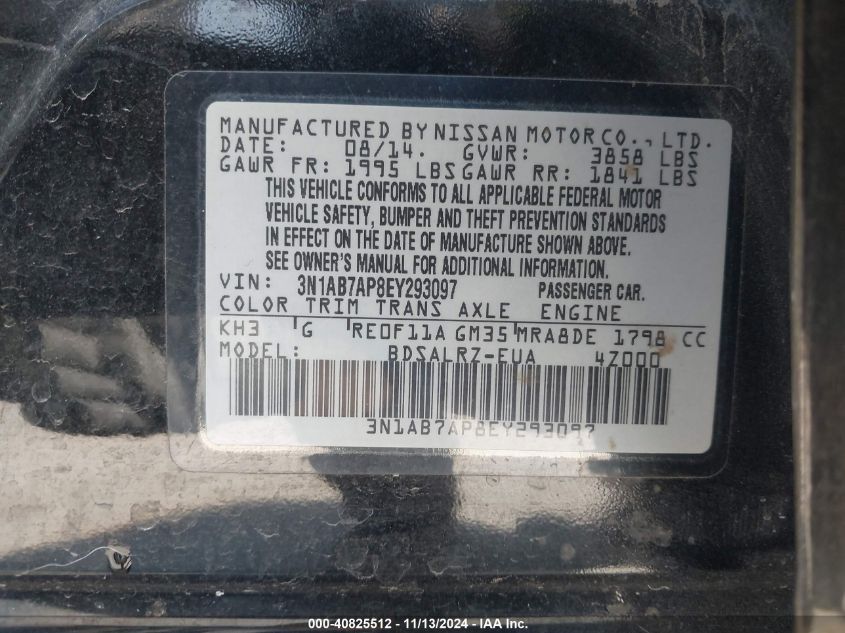 MANUFACTURED BY NISSAN MOTOR CO., LTD.
DATE: 08/14. GVWR: 3858 LBS
GAWR FR: 1995 LBS GAWR RR: 1841 LBS
THIS VEHICLE CONFORMS TO ALL APPLICABLE FEDERAL MOTOR
VEHICLE SAFETY, BUMPER AND THEFT PREVENTION STANDARDS
IN EFFECT ON THE DATE OF MANUFACTURE SHOWN ABOVE.
SEE OWNER'S MANUAL FOR ADDITIONAL INFORMATION.
VIN: 3N1AB7AP8EY293097 PASSENGER CAR.
COLOR TRIM TRANS AXLE ENGINE
KH3 G RE0F11A GM35 MRA8DE 1798 CC
MODEL: BDSALRZ-EUA 4Z000
3N1AB7AP8EY293097
000-40825512 - 11/13/2024 - IAA Inc.